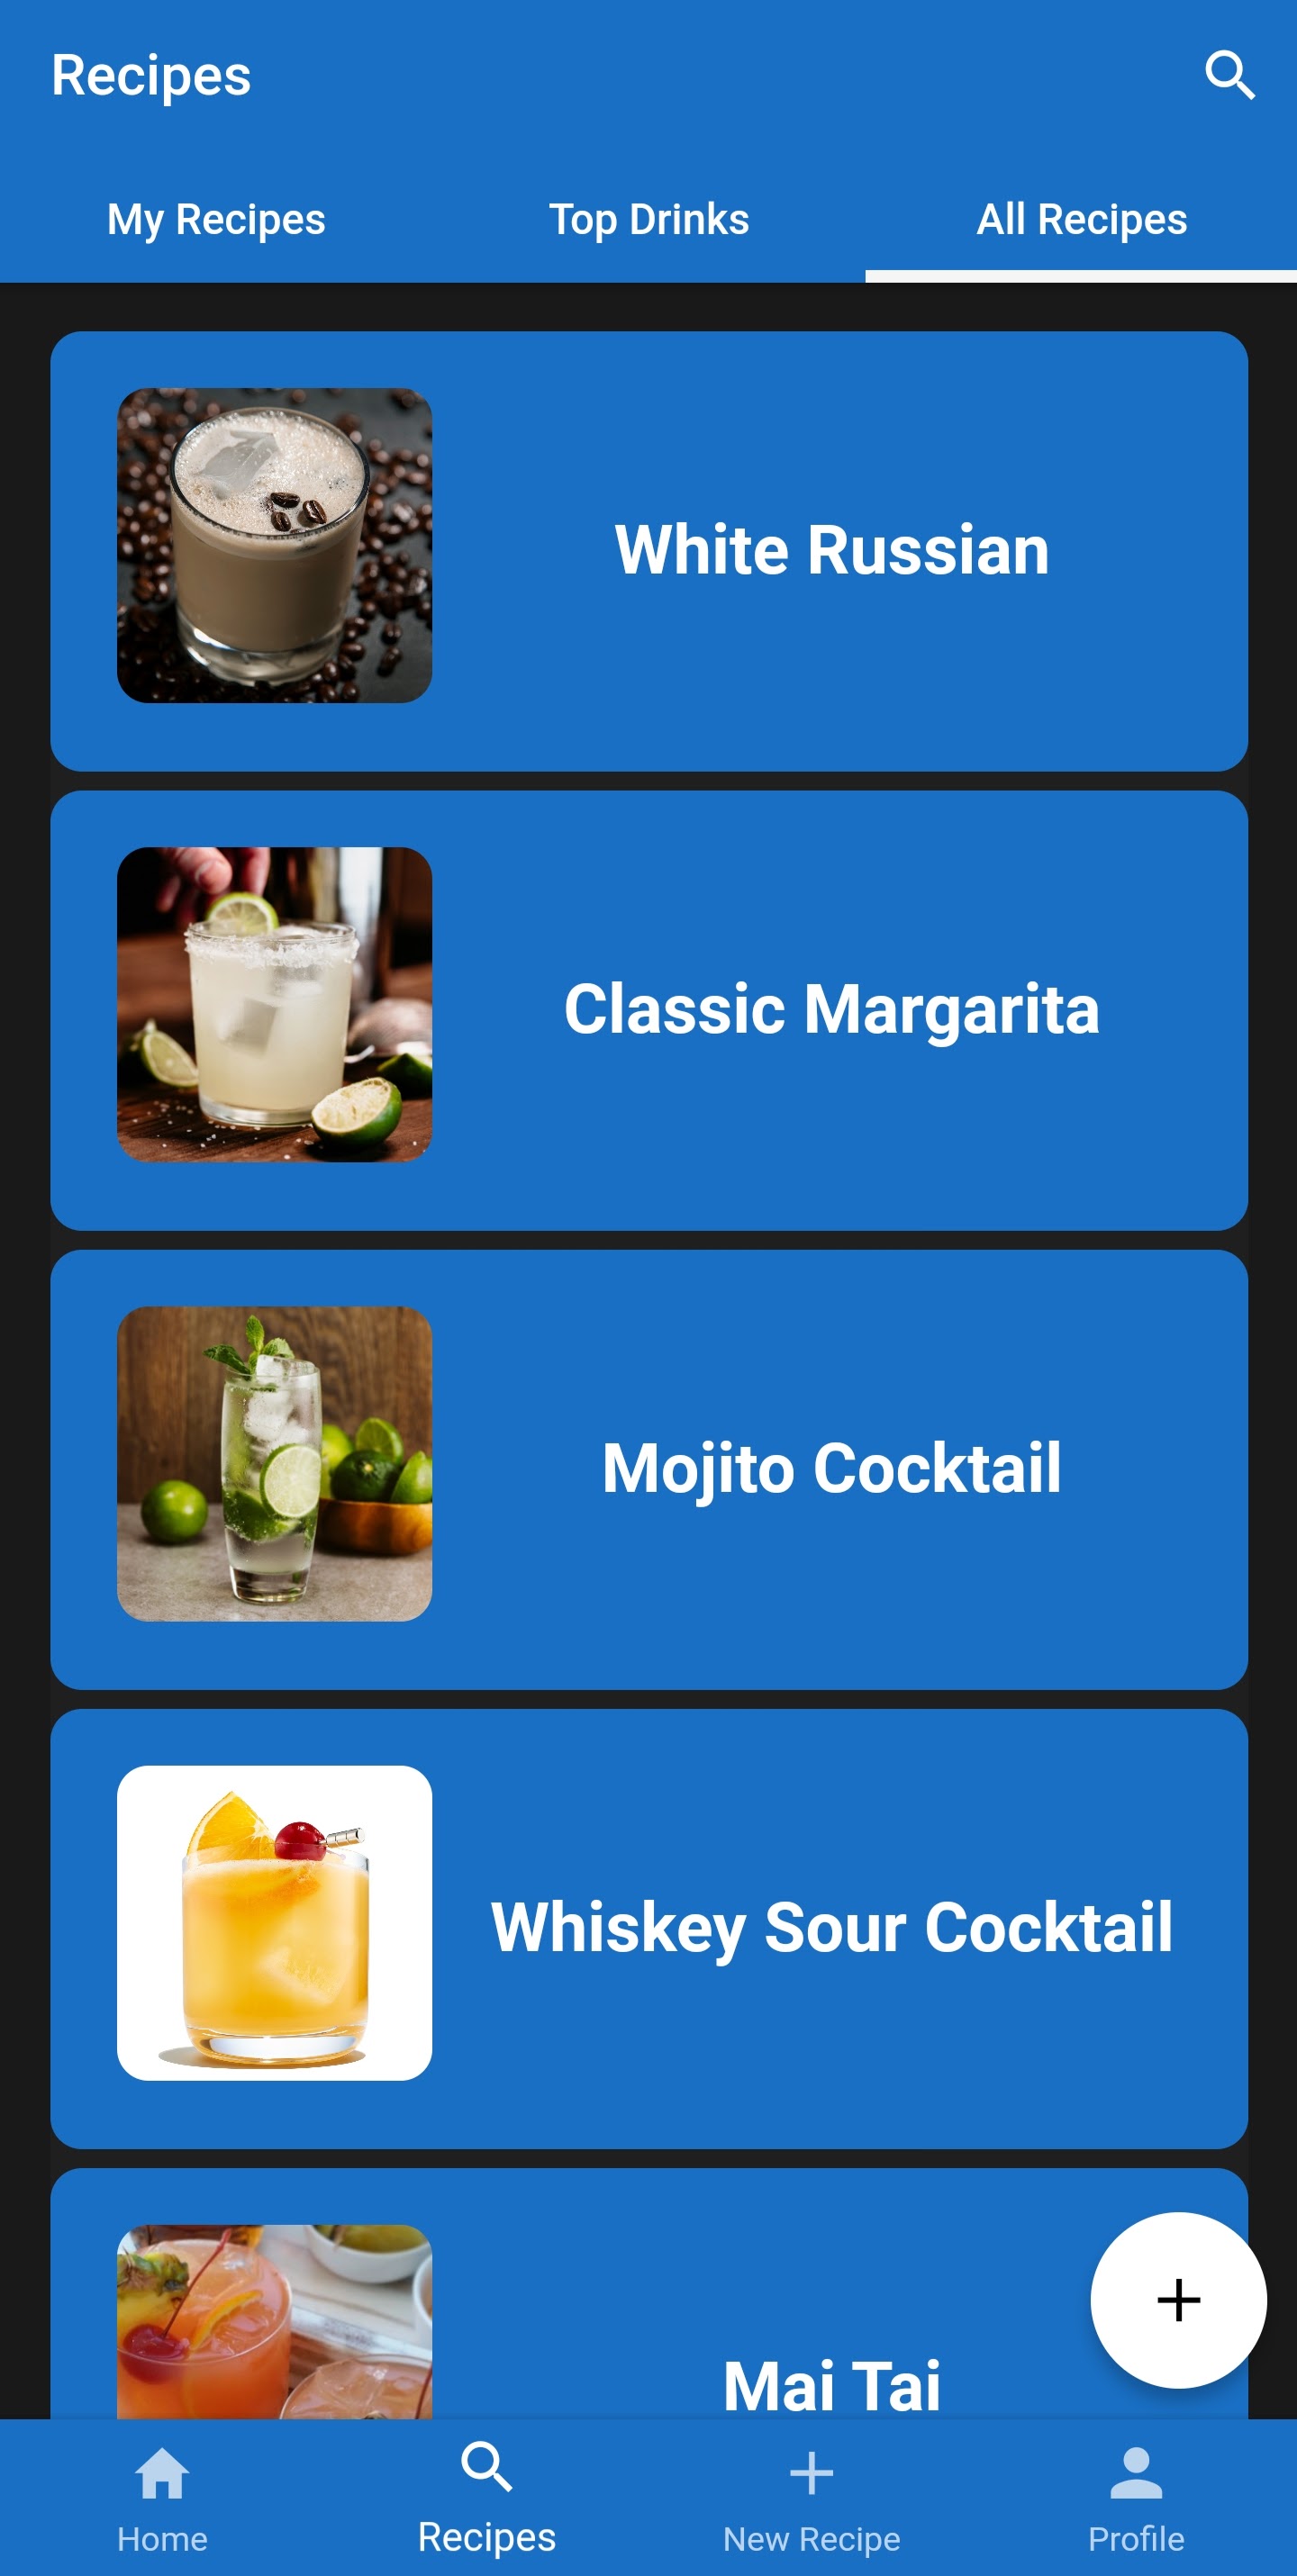 Recipes
My Recipes
Top Drinks
All Recipes
White Russian
Classic Margarita
Mojito Cocktail
Whiskey Sour Cocktail
Mai Tai
Home
Recipes
New Recipe
Profile